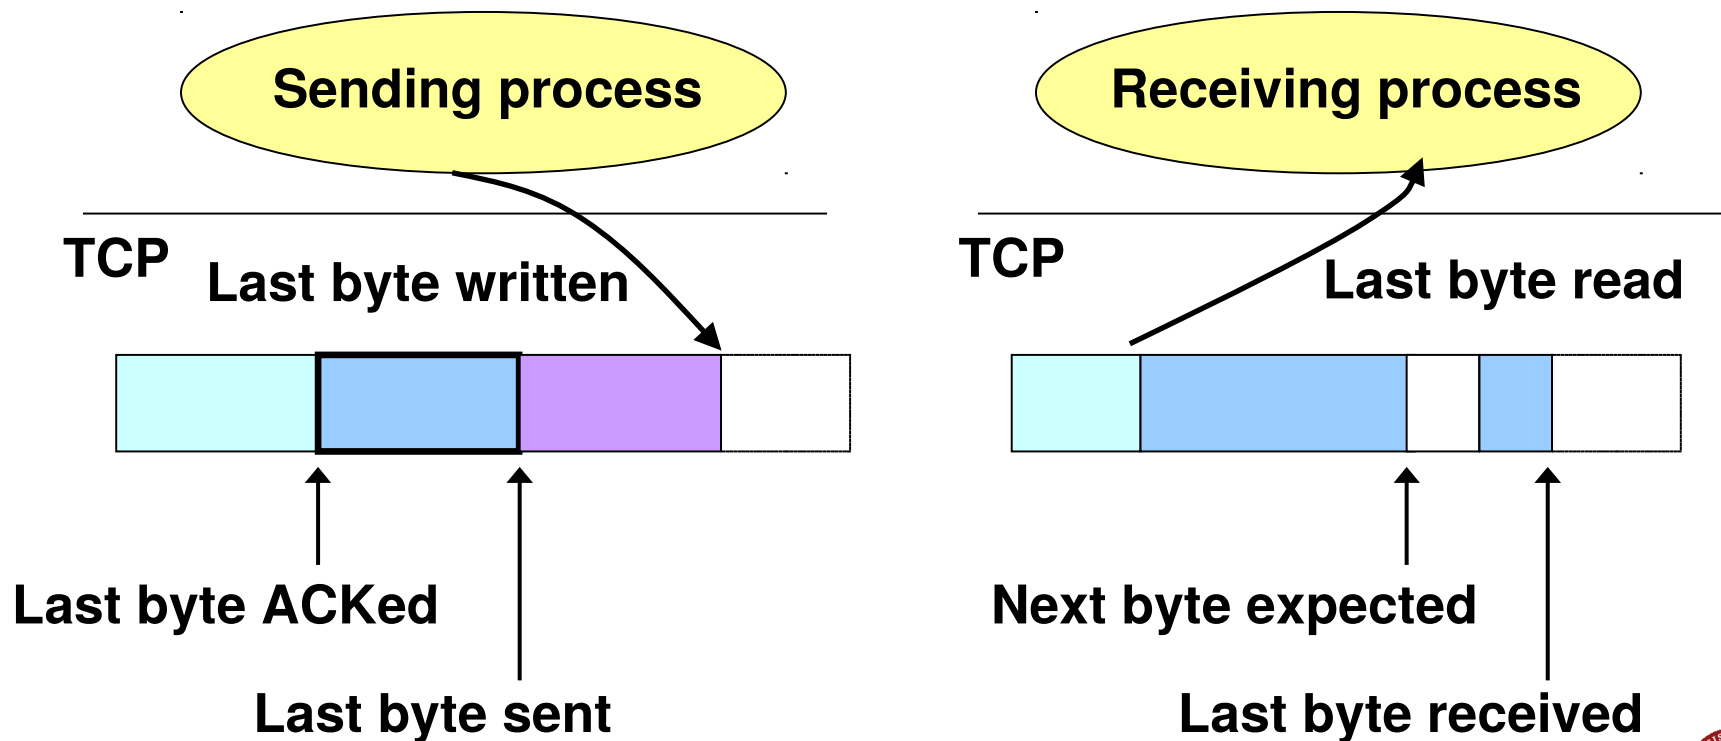 Sending process
TCP
Last byte written
Last byte ACKed
Last byte sent
Receiving process
TCP
Last byte read
Next byte expected
Last byte received